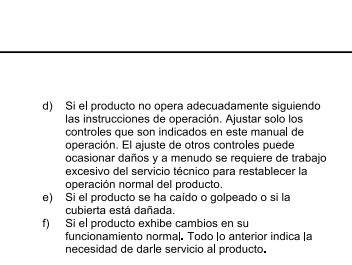 d) Si el producto no opera adecuadamente siguiendo
las instrucciones de operación. Ajustar solo los
controles que son indicados en este manual de
operación. El ajuste de otros controles puede
ocasionar daños y a menudo se requiere de trabajo
excesivo del servicio técnico para restablecer la
operación normal del producto.
e) Si el producto se ha caído o golpeado o si la
cubierta está dañada.
f) Si el producto exhibe cambios en su
funcionamiento normal. Todo lo anterior indica la
necesidad de darle servicio al producto.